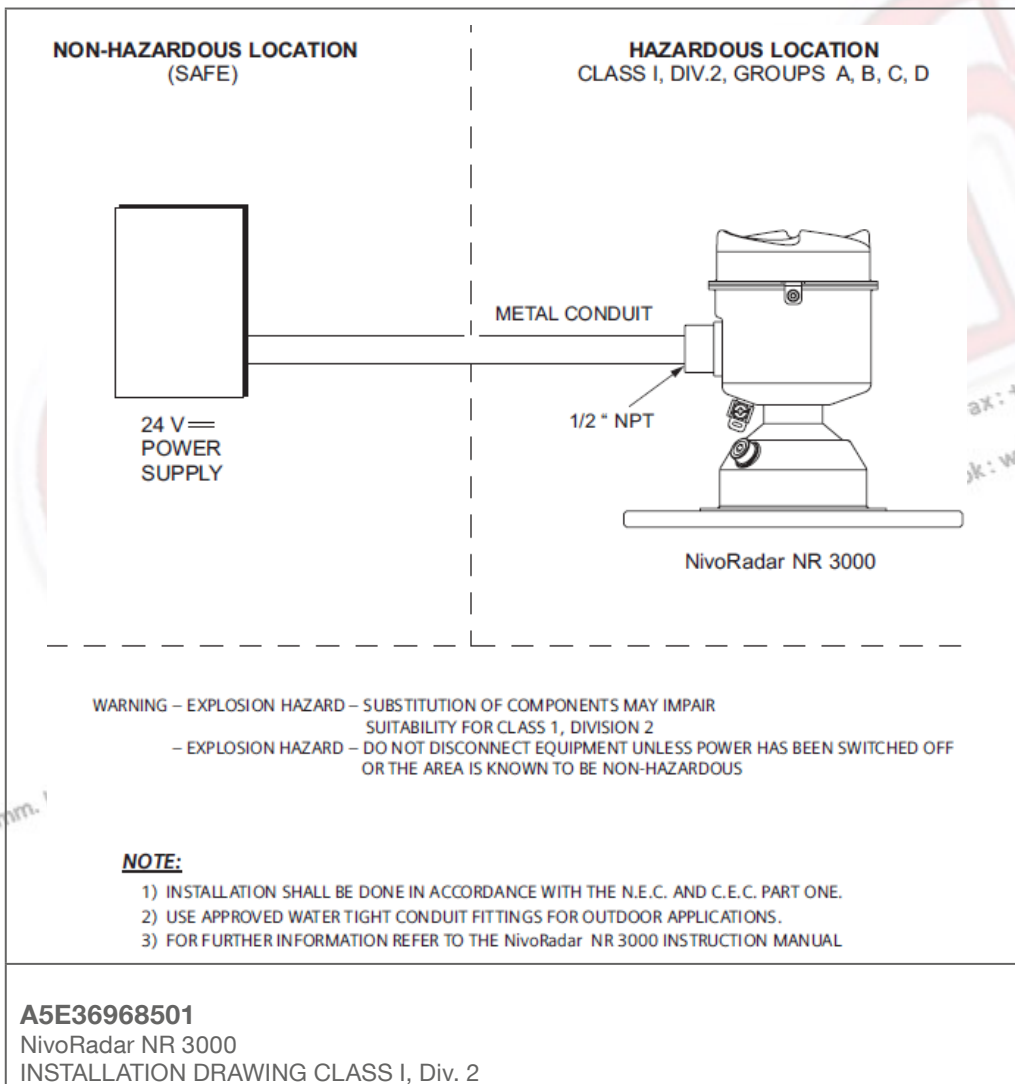 NON-HAZARDOUS LOCATION
(SAFE)
HAZARDOUS LOCATION
CLASS I, DIV.2, GROUPS A, B, C, D
METAL CONDUIT
1/2 “ NPT
24 V
POWER
SUPPLY
NivoRadar NR 3000
WARNING – EXPLOSION HAZARD – SUBSTITUTION OF COMPONENTS MAY IMPAIR
SUITABILITY FOR CLASS 1, DIVISION 2
– EXPLOSION HAZARD – DO NOT DISCONNECT EQUIPMENT UNLESS POWER HAS BEEN SWITCHED OFF
OR THE AREA IS KNOWN TO BE NON-HAZARDOUS
NOTE:
1) INSTALLATION SHALL BE DONE IN ACCORDANCE WITH THE N.E.C. AND C.E.C. PART ONE.
2) USE APPROVED WATER TIGHT CONDUIT FITTINGS FOR OUTDOOR APPLICATIONS.
3) FOR FURTHER INFORMATION REFER TO THE NivoRadar NR 3000 INSTRUCTION MANUAL
A5E36968501
NivoRadar NR 3000
INSTALLATION DRAWING CLASS I, Div. 2